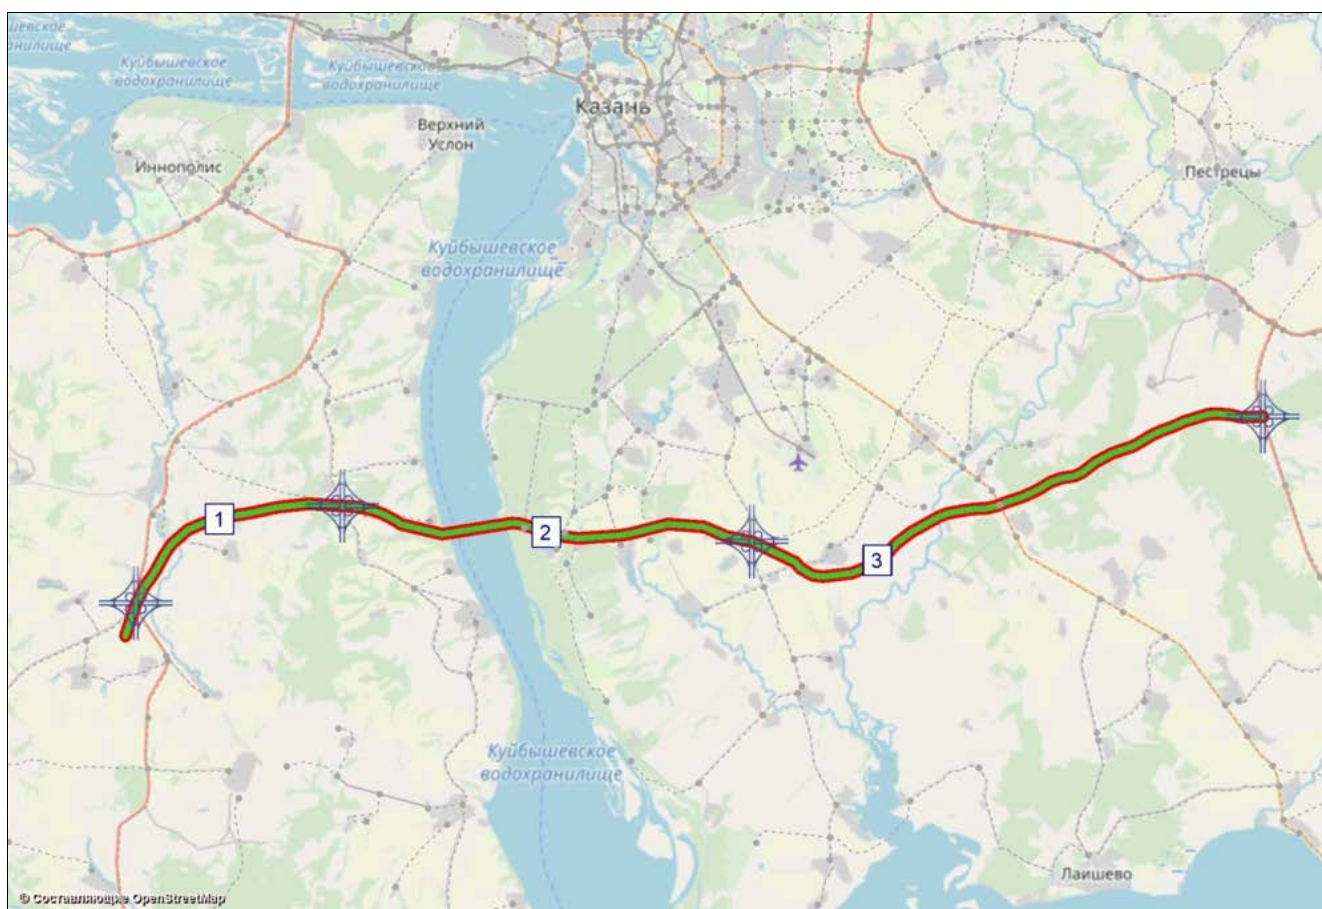 анилище
Куйбышевское
водохранилище
Куйбышевское
водохранилище
Казань
Верхний
Услон
Иннополис
Пестрецы
Куйбышевское
водохранилище
1
2
3
Куйбышевское
водохранилище
Лаишево
© Составляющие OpenStreetMap